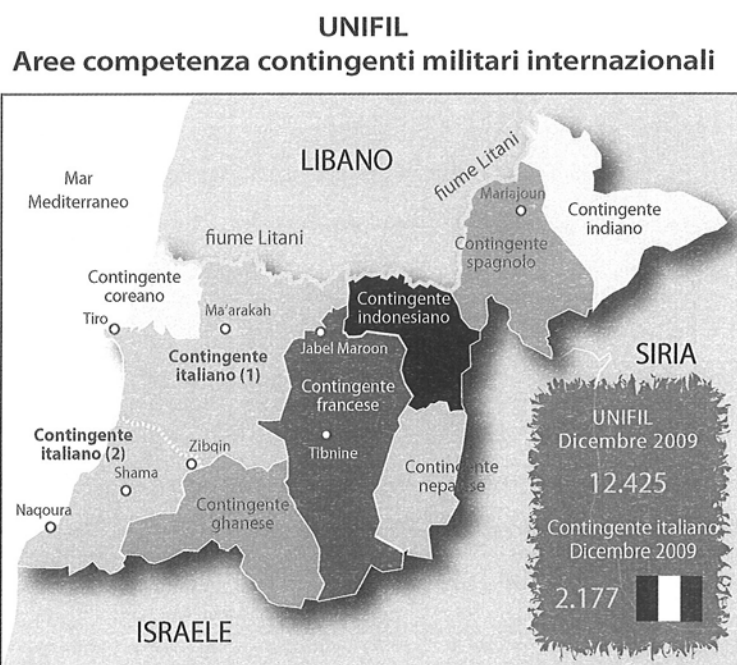 UNIFIL
Aree competenza contingenti militari internazionali
LIBANO
fiume Litani
Mar
Mediterraneo
Marjajoun
Contingente
indiano
fiume Litani
Contingente
spagnolo
Contingente
coreano
Contingente
indonesiano
Ma'arakah
Tiro
Jabel Maroon
SIRIA
Contingente
italiano (1)
Contingente
francese
UNIFIL
Dicembre 2009
Contingente
italiano (2)
Zibqin
Tibnine
Contingente
nepalese
Shama
12.425
Contingente
ghanese
Naqoura
Contingente italiano
Dicembre 2009
2.177
ISRAELE